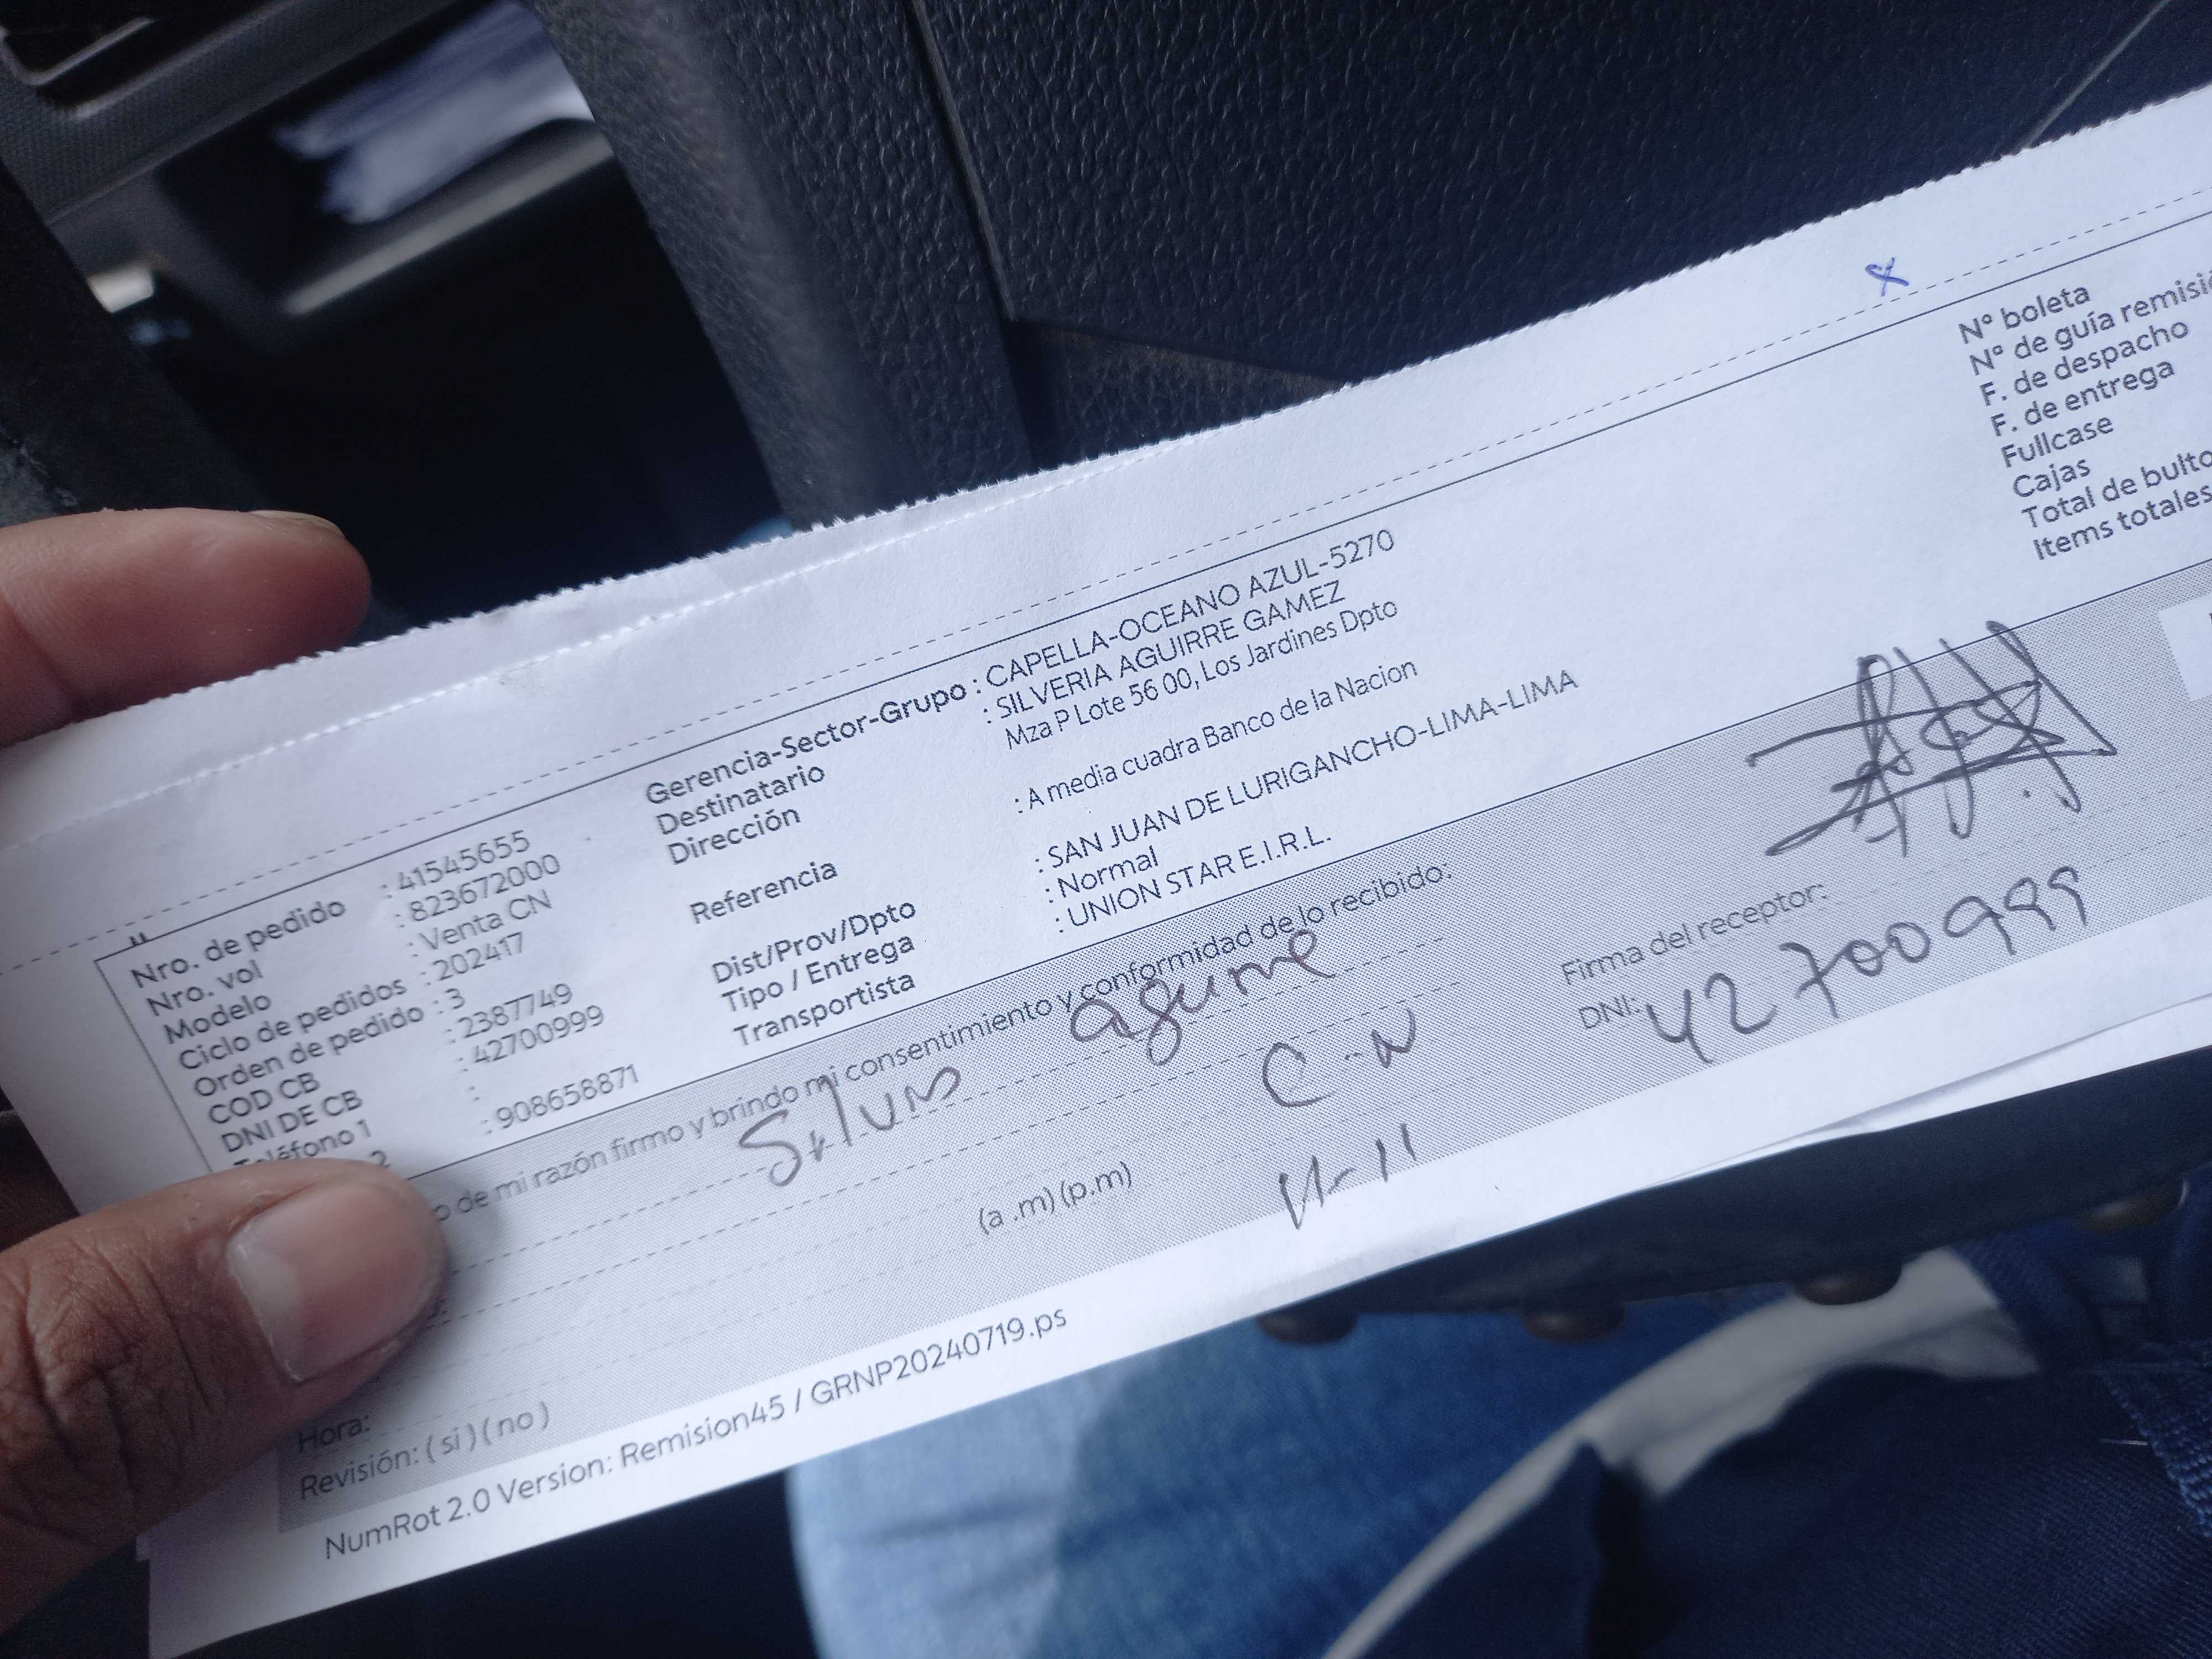 Nro. de pedido : 41545655
Nro. vol : 823672000
Modelo : Venta CN
Ciclo de pedidos : 202417
Orden de pedido : 3
COD CB : 2387749
DNI DE CB : 42700999
Teléfono 1 :
2 : 908658871
Gerencia-Sector-Grupo : CAPELLA-OCEANO AZUL-5270
Destinatario : SILVERIA AGUIRRE GAMEZ
Dirección Mza P Lote 56 00, Los Jardines Dpto
Referencia : A media cuadra Banco de la Nacion
Dist/Prov/Dpto : SAN JUAN DE LURIGANCHO-LIMA-LIMA
Tipo / Entrega : Normal
Transportista : UNION STAR E.I.R.L.
N° boleta
N° de guía remisió
F. de despacho
F. de entrega
Fullcase
Cajas
Total de bulto
Items totales
o de mi razón firmo y brindo mi consentimiento y conformidad de lo recibido:
C-N
(a .m) (p.m)
11-11
Firma del receptor:
DNI: 42700999
Hora:
Revisión: ( si ) ( no )
NumRot 2.0 Version: Remision45 / GRNP20240719.ps